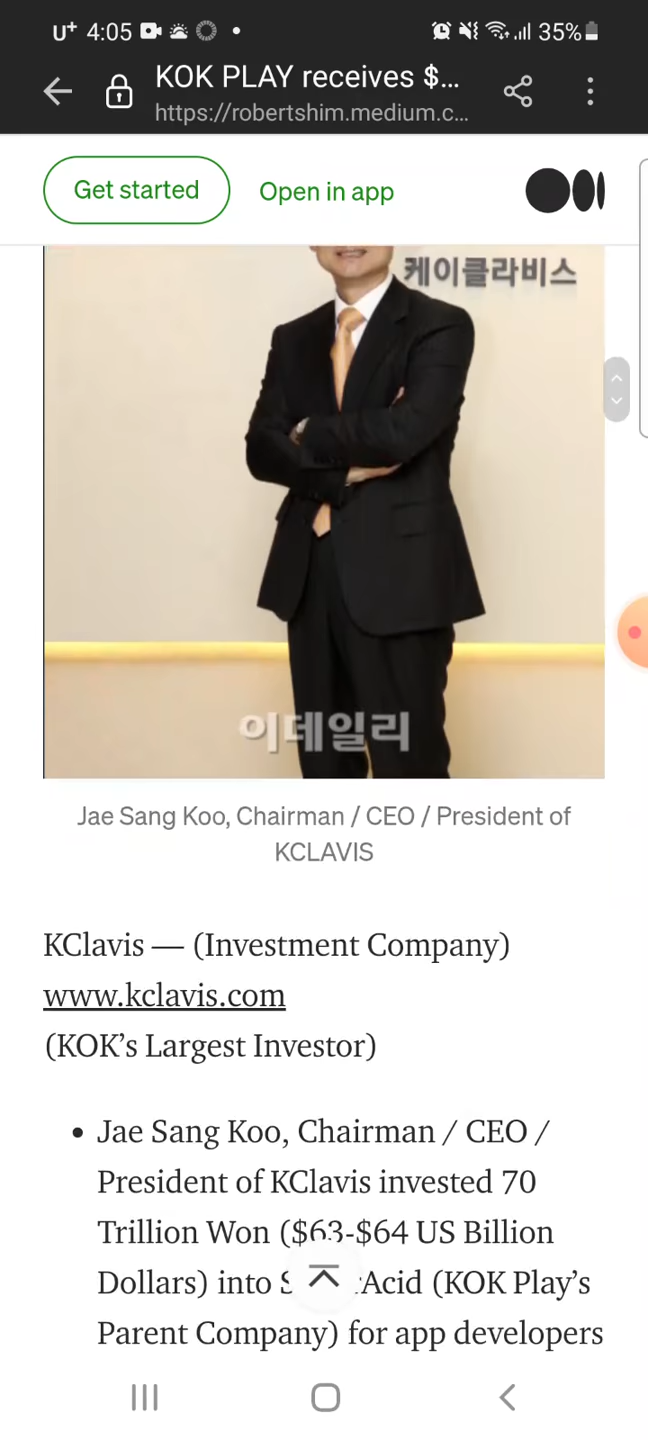 U+ 4:05 35%
KOK PLAY receives $...
https://robertshim.medium.c...
Get started Open in app
케이클라비스
이데일리
Jae Sang Koo, Chairman / CEO / President of
KCLAVIS
KClavis — (Investment Company)
www.kclavis.com
(KOK’s Largest Investor)
• Jae Sang Koo, Chairman / CEO /
President of KClavis invested 70
Trillion Won ($63-$64 US Billion
Dollars) into Acid (KOK Play’s
Parent Company) for app developers